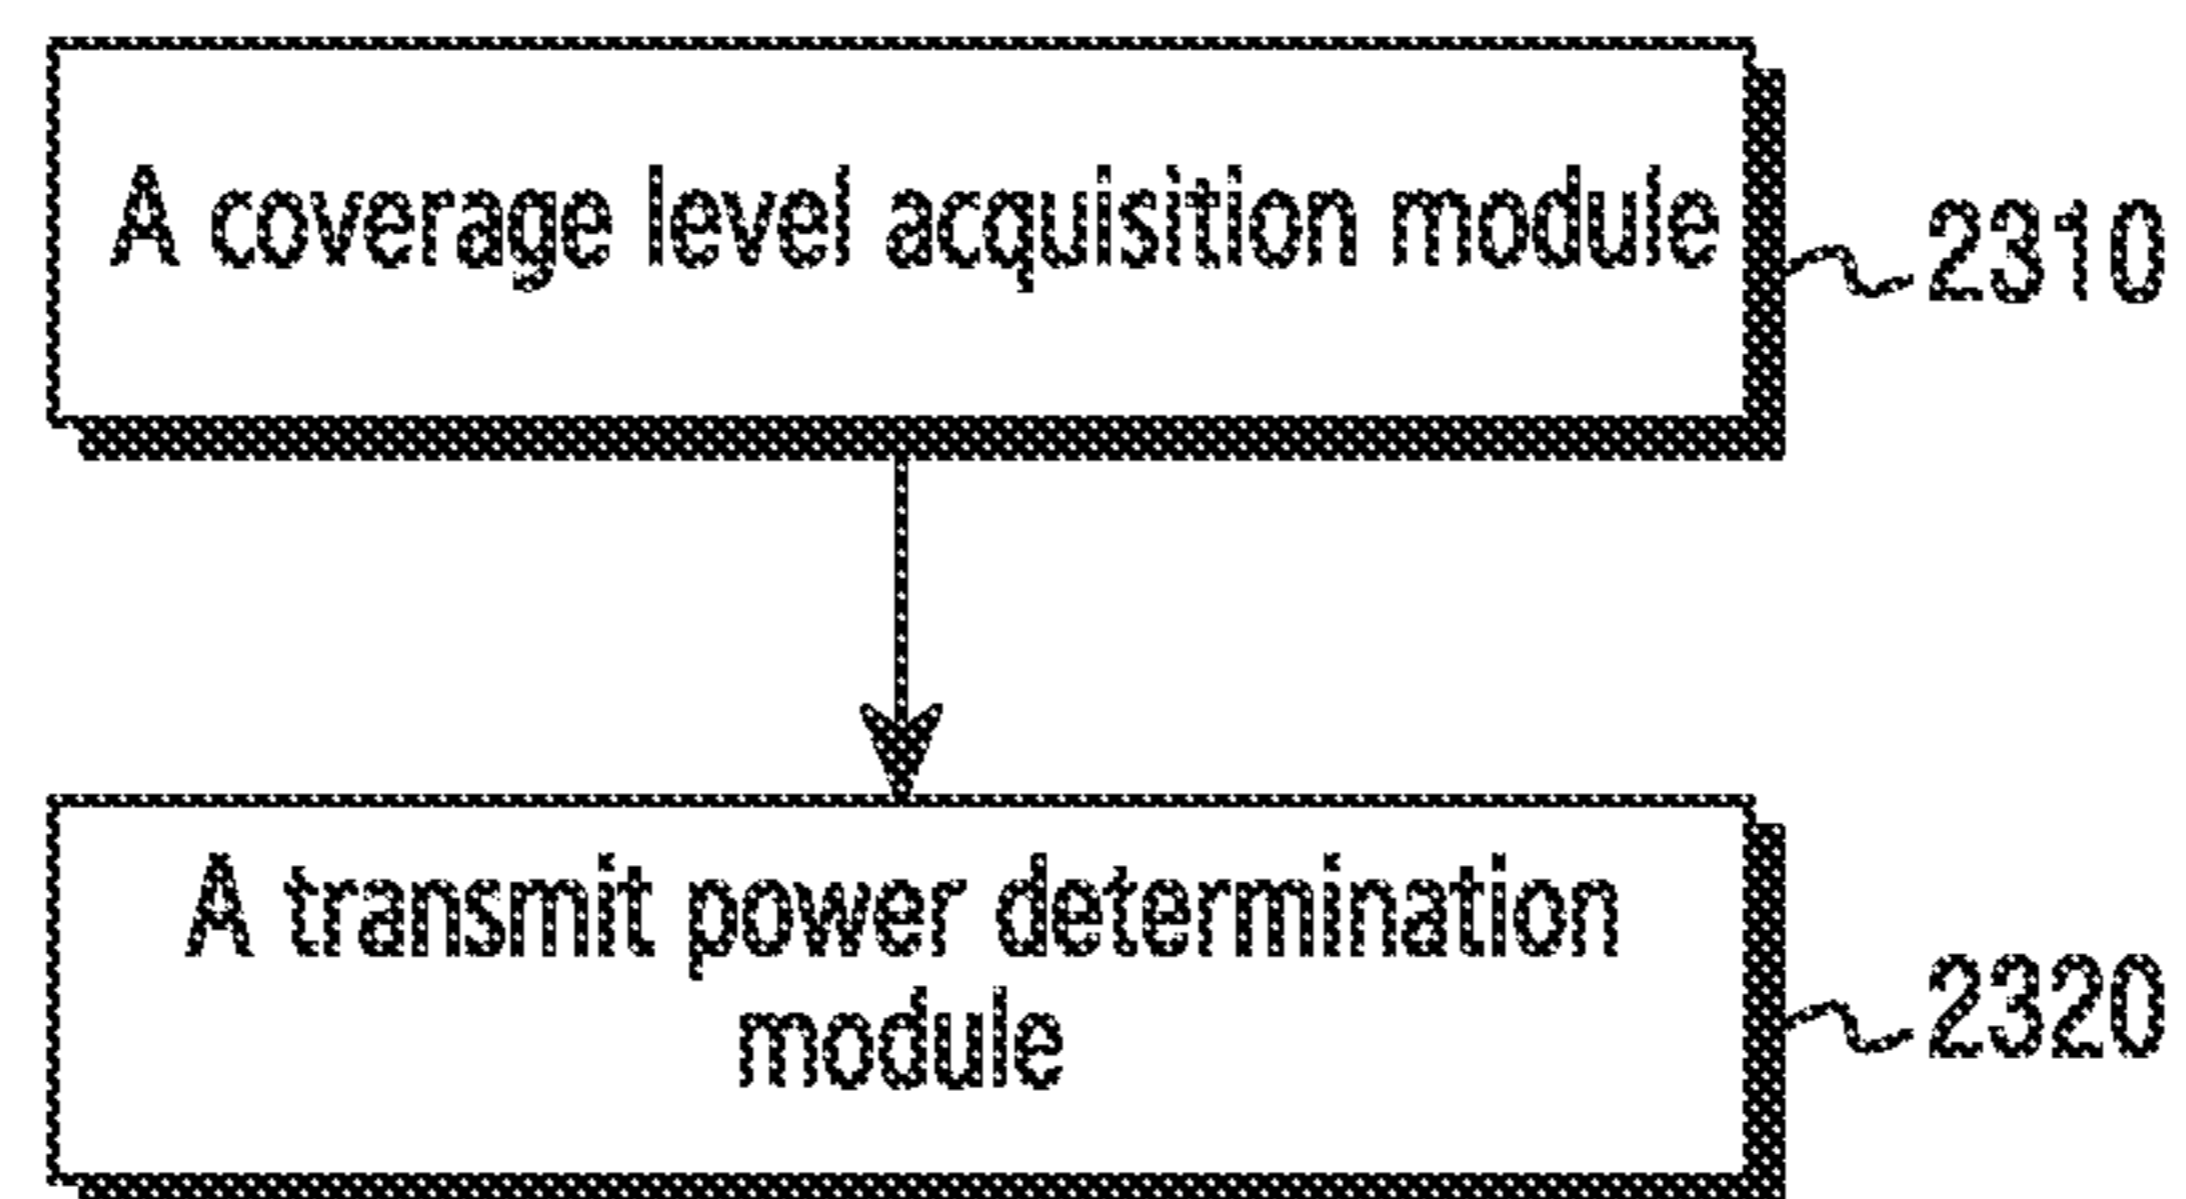 A coverage level acquisition module
2310
A transmit power determination
module
2320